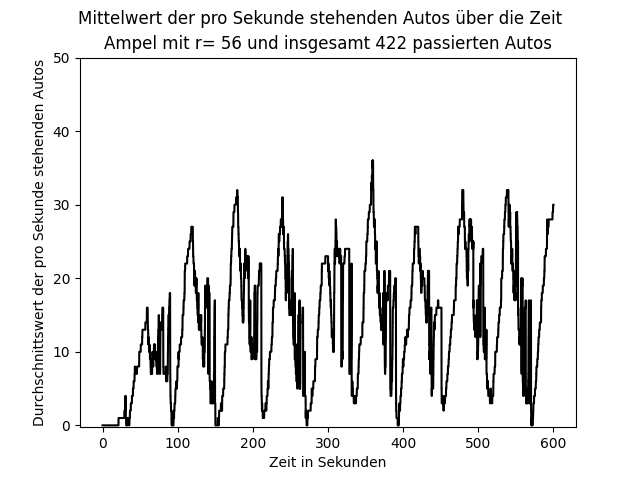 Mittelwert der pro Sekunde stehenden Autos über die Zeit
Ampel mit r= 56 und insgesamt 422 passierten Autos
Durchschnittswert der pro Sekunde stehenden Autos
50
40
30
20
10
0
0 100 200 300 400 500 600
Zeit in Sekunden